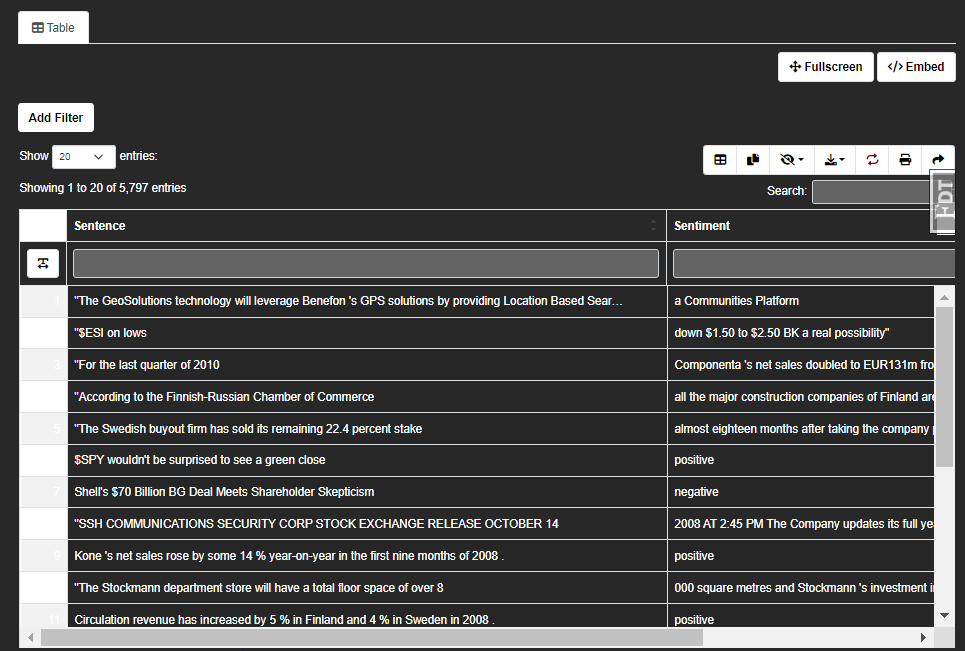 Table
Fullscreen </> Embed
Add Filter
Show 20 entries:
Showing 1 to 20 of 5,797 entries
Search:
DT
Sentence Sentiment
1 "The GeoSolutions technology will leverage Benefon 's GPS solutions by providing Location Based Sear… a Communities Platform
"$ESI on lows down $1.50 to $2.50 BK a real possibility"
3 "For the last quarter of 2010 Componenta 's net sales doubled to EUR131m fro
"According to the Finnish-Russian Chamber of Commerce all the major construction companies of Finland are
5 "The Swedish buyout firm has sold its remaining 22.4 percent stake almost eighteen months after taking the company
$SPY wouldn't be surprised to see a green close positive
7 Shell's $70 Billion BG Deal Meets Shareholder Skepticism negative
"SSH COMMUNICATIONS SECURITY CORP STOCK EXCHANGE RELEASE OCTOBER 14 2008 AT 2:45 PM The Company updates its full ye
9 Kone 's net sales rose by some 14 % year-on-year in the first nine months of 2008 . positive
"The Stockmann department store will have a total floor space of over 8 000 square metres and Stockmann 's investment i
11 Circulation revenue has increased by 5 % in Finland and 4 % in Sweden in 2008 . positive